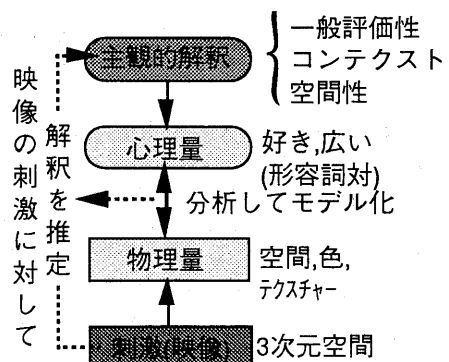 主観的解釈
一般評価性
コンテクスト
空間性
心理量
好き,広い
(形容詞対)
分析してモデル化
物理量
空間,色,
テクスチャー
刺激(映像)
3次元空間
映像の刺激に対して
解釈を推定